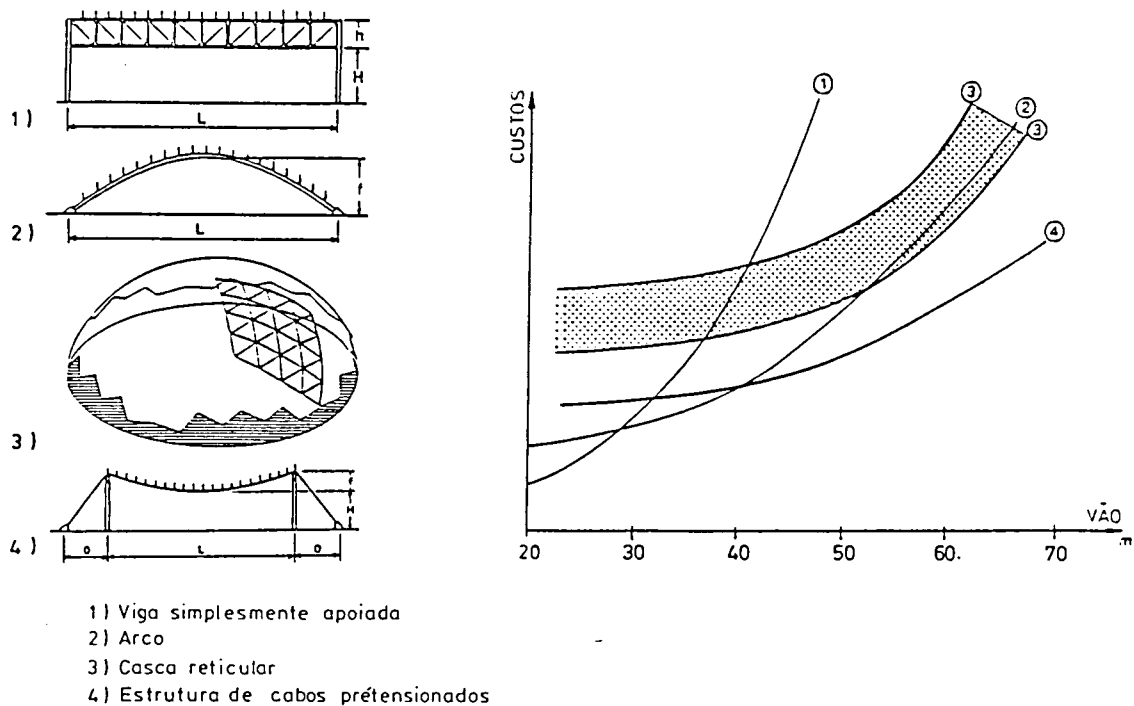 h
H
1)
L
f
2)
L
3)
f
H
4)
D
L
D
CUSTOS
1
3
2
3
4
VÃO
m
20
30
40
50
60.
70
1) Viga simplesmente apoiada
2) Arco
3) Casca reticular
4) Estrutura de cabos prétensionados